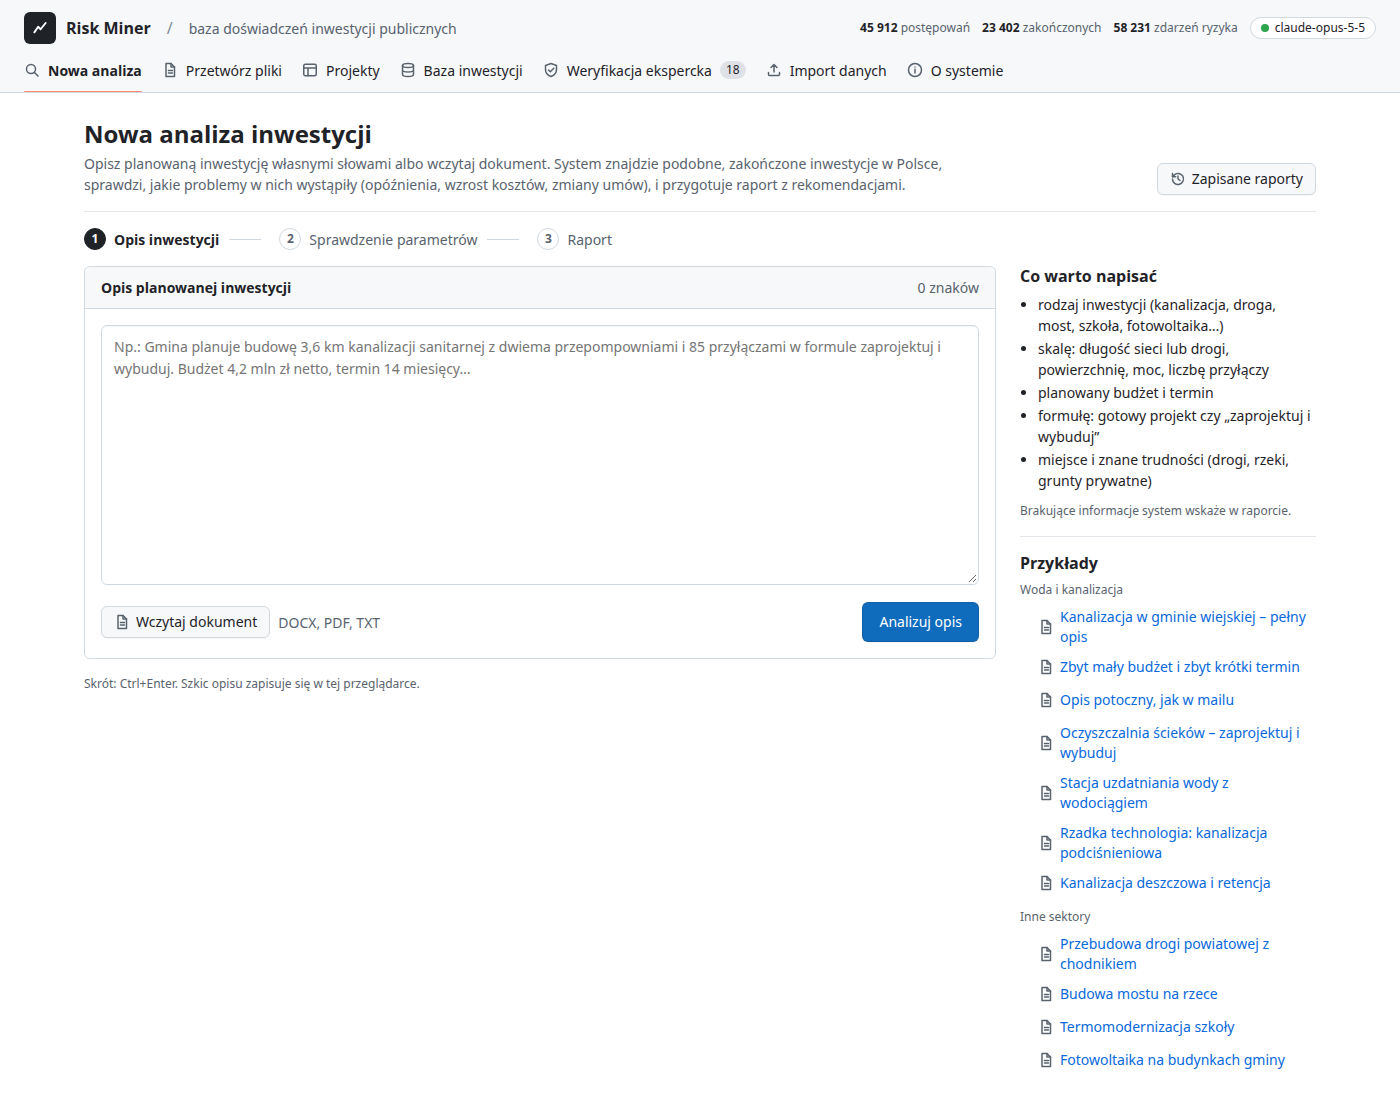 Risk Miner / baza doświadczeń inwestycji publicznych
45 912 postępowań 23 402 zakończonych 58 231 zdarzeń ryzyka claude-opus-5-5
Nowa analiza Przetwórz pliki Projekty Baza inwestycji Weryfikacja ekspercka 18 Import danych O systemie
Nowa analiza inwestycji
Opisz planowaną inwestycję własnymi słowami albo wczytaj dokument. System znajdzie podobne, zakończone inwestycje w Polsce,
sprawdzi, jakie problemy w nich wystąpiły (opóźnienia, wzrost kosztów, zmiany umów), i przygotuje raport z rekomendacjami.
Zapisane raporty
1 Opis inwestycji 2 Sprawdzenie parametrów 3 Raport
Opis planowanej inwestycji 0 znaków
Np.: Gmina planuje budowę 3,6 km kanalizacji sanitarnej z dwiema przepompowniami i 85 przyłączami w formule zaprojektuj i
wybuduj. Budżet 4,2 mln zł netto, termin 14 miesięcy…
Wczytaj dokument DOCX, PDF, TXT Analizuj opis
Skrót: Ctrl+Enter. Szkic opisu zapisuje się w tej przeglądarce.
Co warto napisać
rodzaj inwestycji (kanalizacja, droga,
most, szkoła, fotowoltaika…)
skalę: długość sieci lub drogi,
powierzchnię, moc, liczbę przyłączy
planowany budżet i termin
formułę: gotowy projekt czy „zaprojektuj i
wybuduj”
miejsce i znane trudności (drogi, rzeki,
grunty prywatne)
Brakujące informacje system wskaże w raporcie.
Przykłady
Woda i kanalizacja
Kanalizacja w gminie wiejskiej – pełny
opis
Zbyt mały budżet i zbyt krótki termin
Opis potoczny, jak w mailu
Oczyszczalnia ścieków – zaprojektuj i
wybuduj
Stacja uzdatniania wody z
wodociągiem
Rzadka technologia: kanalizacja
podciśnieniowa
Kanalizacja deszczowa i retencja
Inne sektory
Przebudowa drogi powiatowej z
chodnikiem
Budowa mostu na rzece
Termomodernizacja szkoły
Fotowoltaika na budynkach gminy